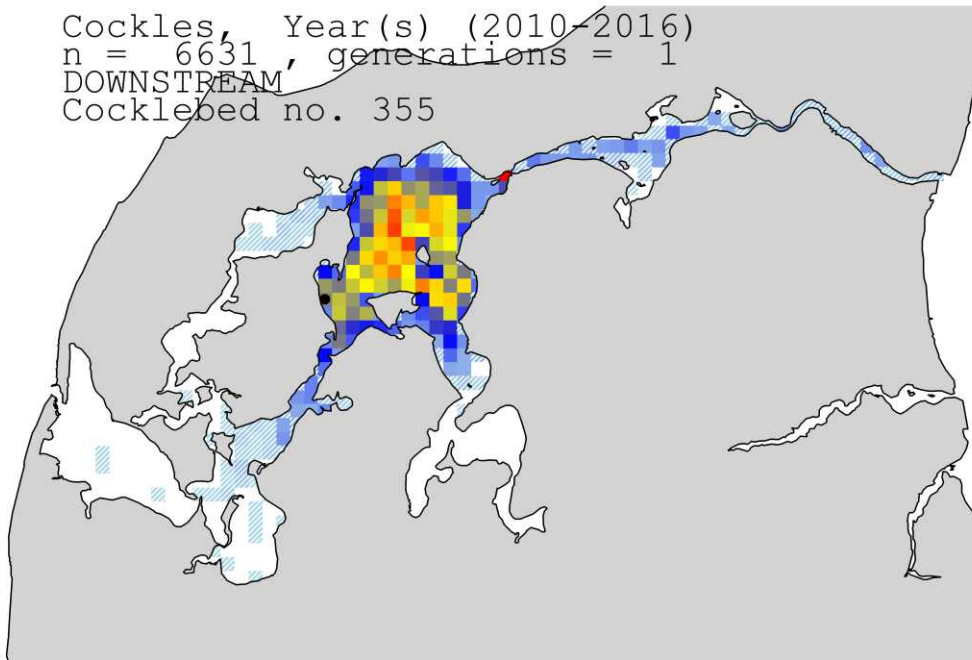 Cockles, Year(s) (2010-2016)
n = 6631 , generations = 1
DOWNSTREAM
Cocklebed no. 355